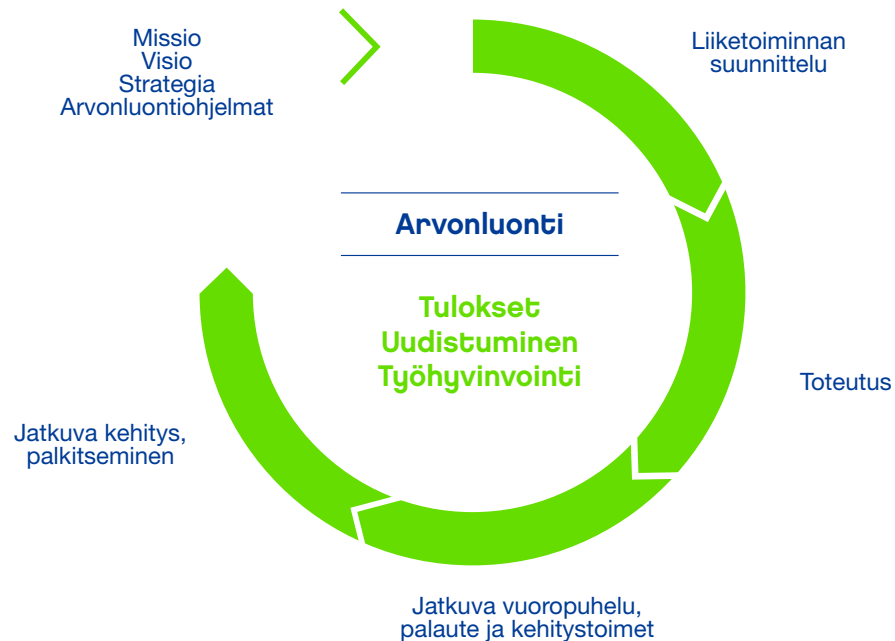 Missio
Visio
Strategia
Arvonluontiohjelmat
Liiketoiminnan
suunnittelu
Arvonluonti
Tulokset
Uudistuminen
Työhyvinvointi
Toteutus
Jatkuva kehitys,
palkitseminen
Jatkuva vuoropuhelu,
palaute ja kehitystoimet